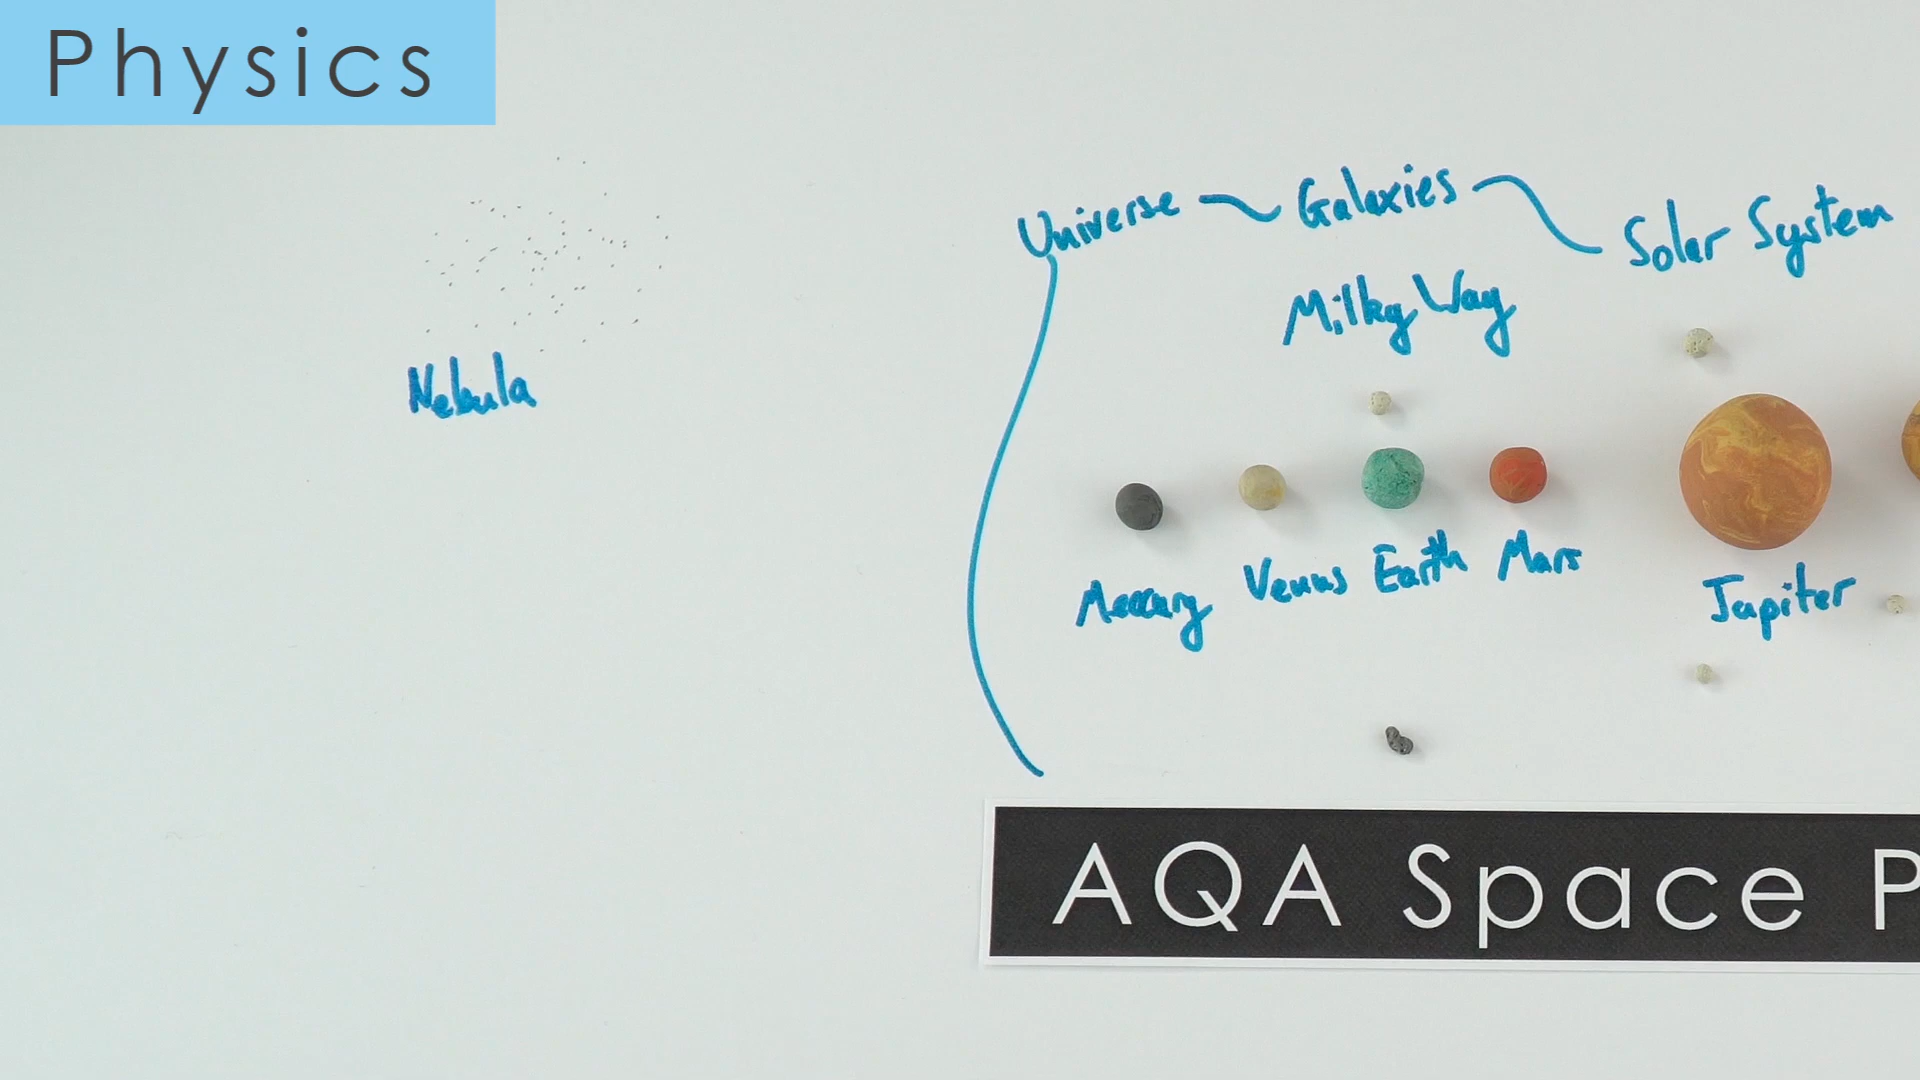 Physics
Universe Galaxies Solar System
Milky Way
Nebula
Mercury Venus Earth Mars Jupiter
AQA Space P